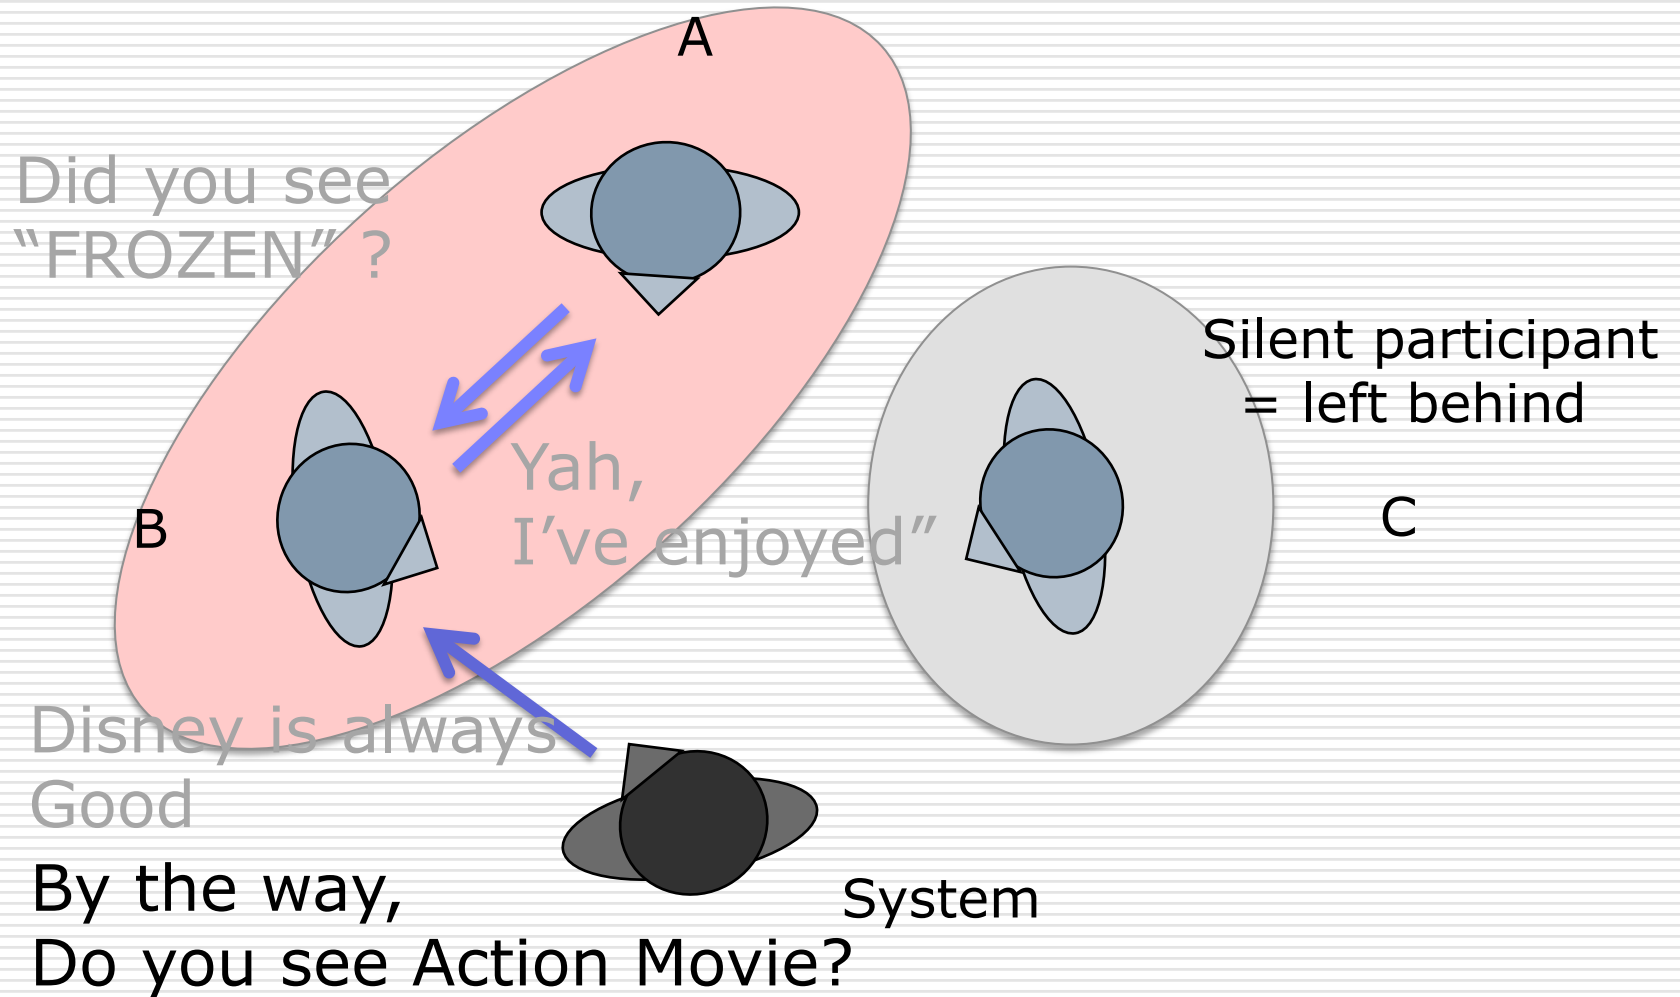 A
Did you see
“FROZEN” ?
Silent participant
= left behind
Yah,
I’ve enjoyed”
B
C
Disney is always
Good
By the way,
Do you see Action Movie?
System